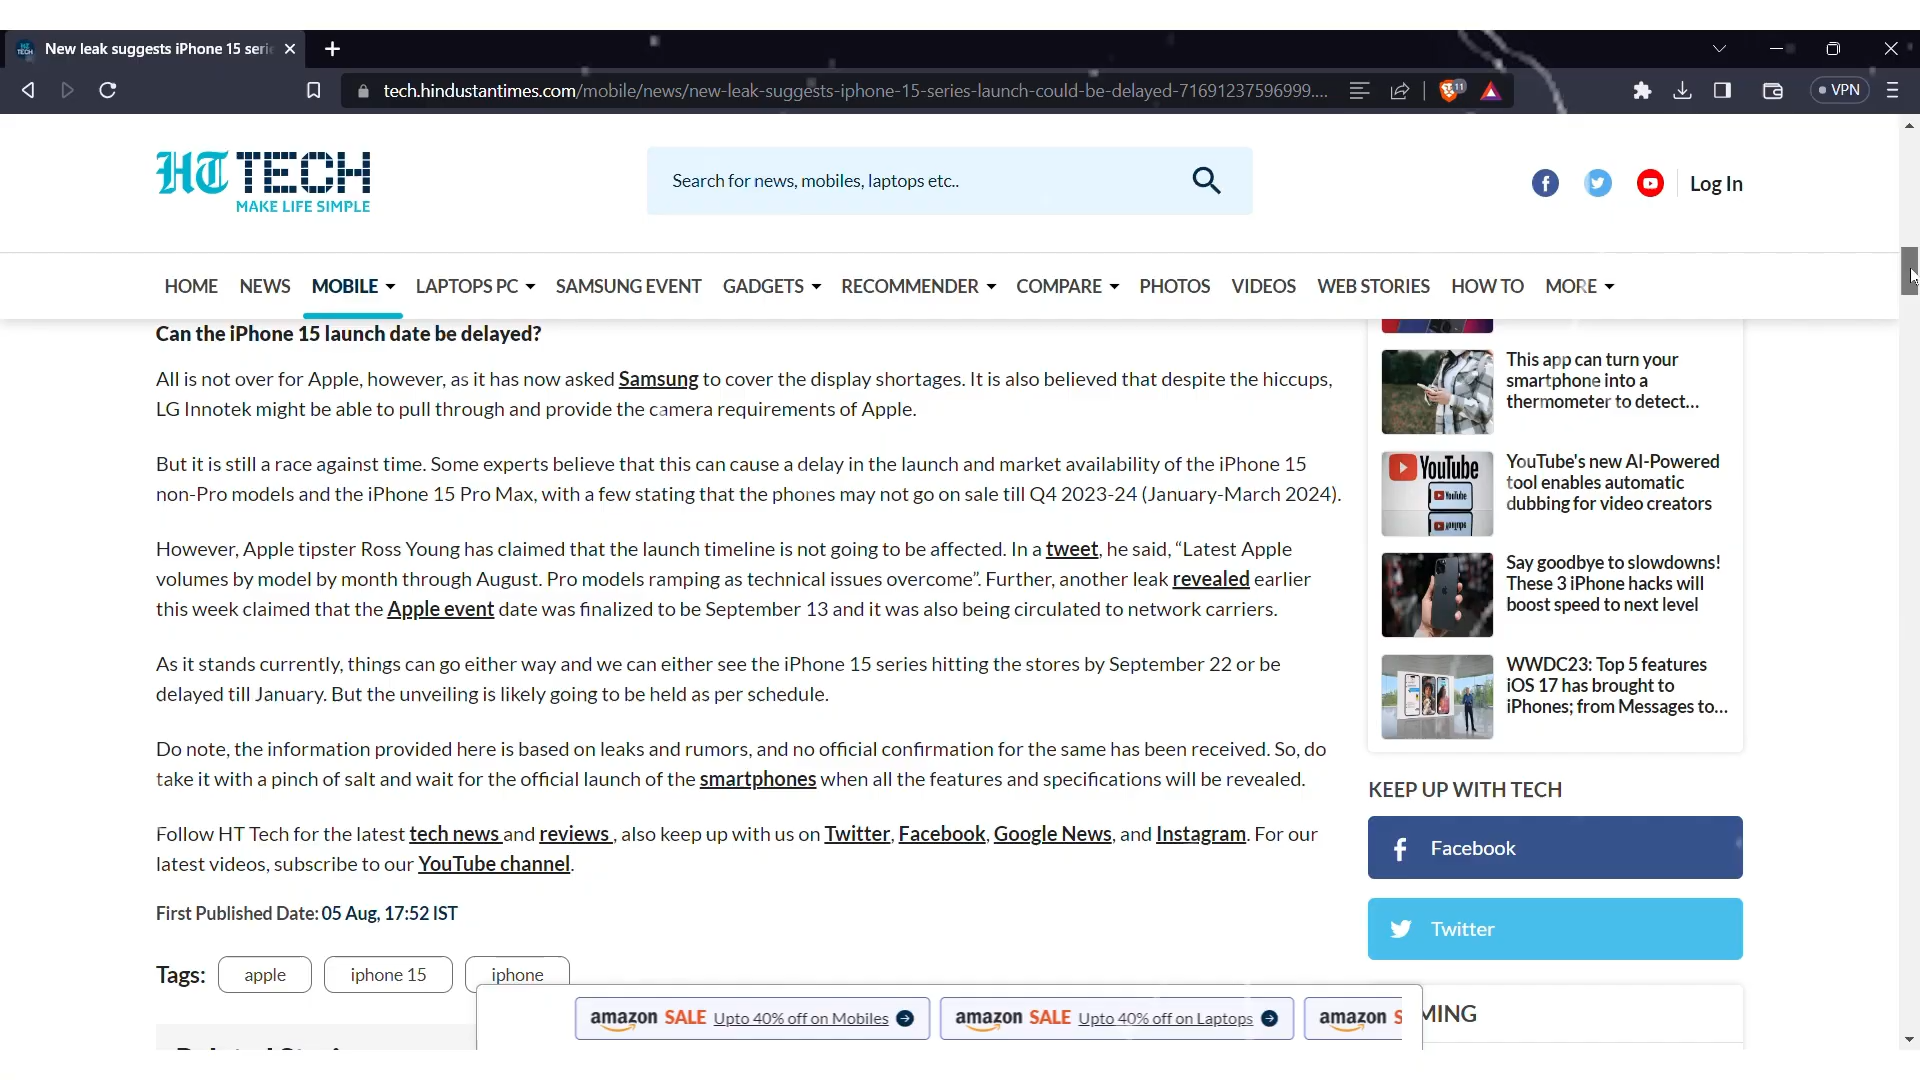 New leak suggests iPhone 15 seri
tech.hindustantimes.com/mobile/news/new-leak-suggests-iphone-15-series-launch-could-be-delayed-71691237596999....
11
VPN
HT TECH
MAKE LIFE SIMPLE
Search for news, mobiles, laptops etc..
Log In
HOME NEWS MOBILE LAPTOPS PC SAMSUNG EVENT GADGETS RECOMMENDER COMPARE PHOTOS VIDEOS WEB STORIES HOW TO MORE
Can the iPhone 15 launch date be delayed?
All is not over for Apple, however, as it has now asked Samsung to cover the display shortages. It is also believed that despite the hiccups,
LG Innotek might be able to pull through and provide the camera requirements of Apple.
But it is still a race against time. Some experts believe that this can cause a delay in the launch and market availability of the iPhone 15
non-Pro models and the iPhone 15 Pro Max, with a few stating that the phones may not go on sale till Q4 2023-24 (January-March 2024).
However, Apple tipster Ross Young has claimed that the launch timeline is not going to be affected. In a tweet, he said, “Latest Apple
volumes by model by month through August. Pro models ramping as technical issues overcome”. Further, another leak revealed earlier
this week claimed that the Apple event date was finalized to be September 13 and it was also being circulated to network carriers.
As it stands currently, things can go either way and we can either see the iPhone 15 series hitting the stores by September 22 or be
delayed till January. But the unveiling is likely going to be held as per schedule.
Do note, the information provided here is based on leaks and rumors, and no official confirmation for the same has been received. So, do
take it with a pinch of salt and wait for the official launch of the smartphones when all the features and specifications will be revealed.
Follow HT Tech for the latest tech news and reviews , also keep up with us on Twitter, Facebook, Google News, and Instagram. For our
latest videos, subscribe to our YouTube channel.
First Published Date: 05 Aug, 17:52 IST
Tags: apple iphone 15 iphone
This app can turn your
smartphone into a
thermometer to detect...
YouTube
YouTube's new AI-Powered
tool enables automatic
dubbing for video creators
Say goodbye to slowdowns!
These 3 iPhone hacks will
boost speed to next level
WWDC23: Top 5 features
iOS 17 has brought to
iPhones; from Messages to...
KEEP UP WITH TECH
Facebook
Twitter
MING
amazon SALE Upto 40% off on Mobiles
amazon SALE Upto 40% off on Laptops
amazon S